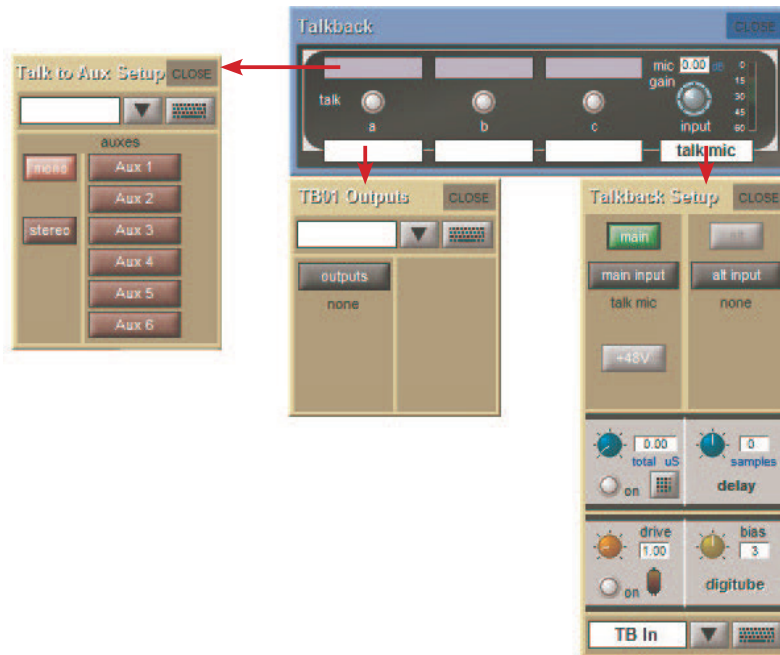 Talkback
CLOSE
mic 0.00 dB
gain
0
15
30
45
60
talk
a
b
c
input
talk mic
Talk to Aux Setup CLOSE
auxes
mono
stereo
Aux 1
Aux 2
Aux 3
Aux 4
Aux 5
Aux 6
TB01 Outputs CLOSE
outputs
none
Talkback Setup CLOSE
main
alt
main input
alt input
talk mic
none
+48V
0.00
total uS
0
samples
on
delay
drive
1.00
bias
3
on
digitube
TB In